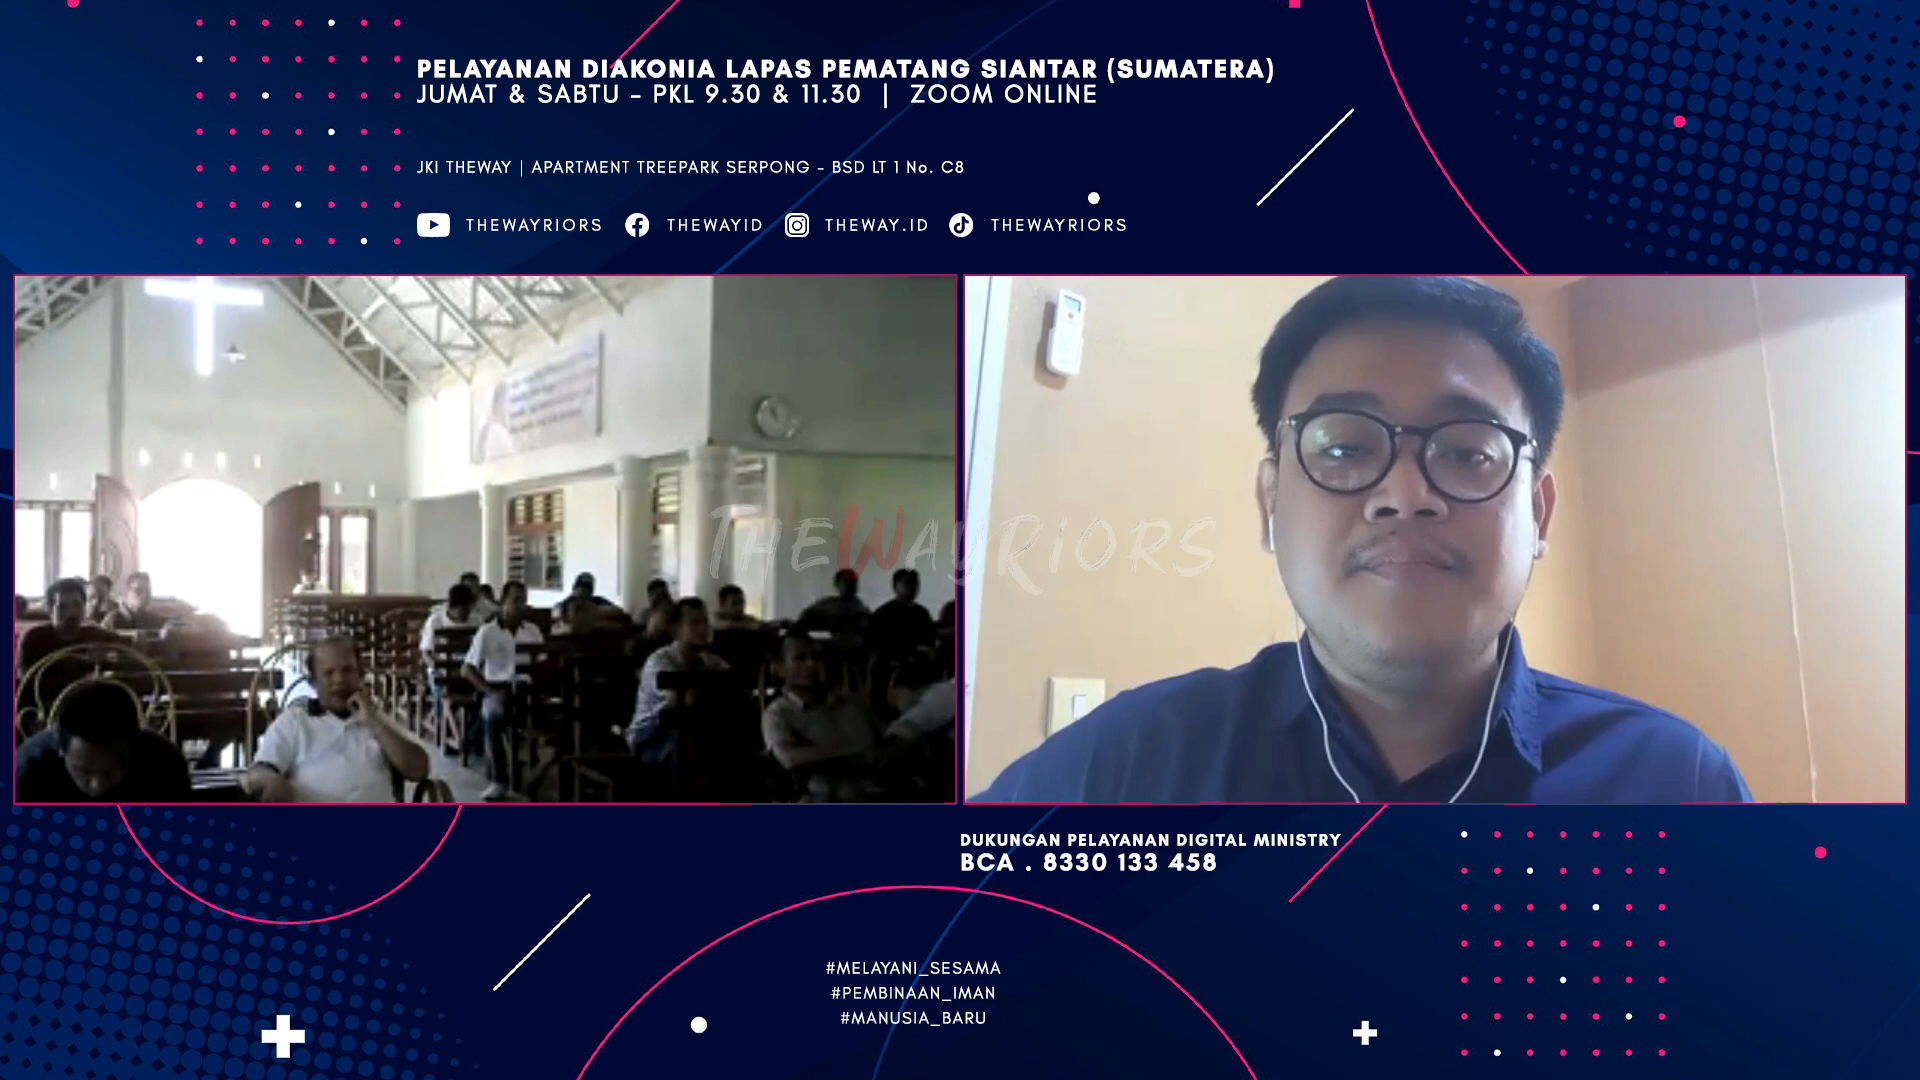 PELAYANAN DIAKONIA LAPAS PEMATANG SIANTAR (SUMATERA)
JUMAT & SABTU - PKL 9.30 & 11.30 | ZOOM ONLINE
JKI THEWAY | APARTMENT TREEPARK SERPONG - BSD LT 1 No. C8
THEWAYRIORS THEWAYID THEWAY.ID THEWAYRIORS
THEWAYRIORS
DUKUNGAN PELAYANAN DIGITAL MINISTRY
BCA . 8330 133 458
#MELAYANI_SESAMA
#PEMBINAAN_IMAN
#MANUSIA_BARU